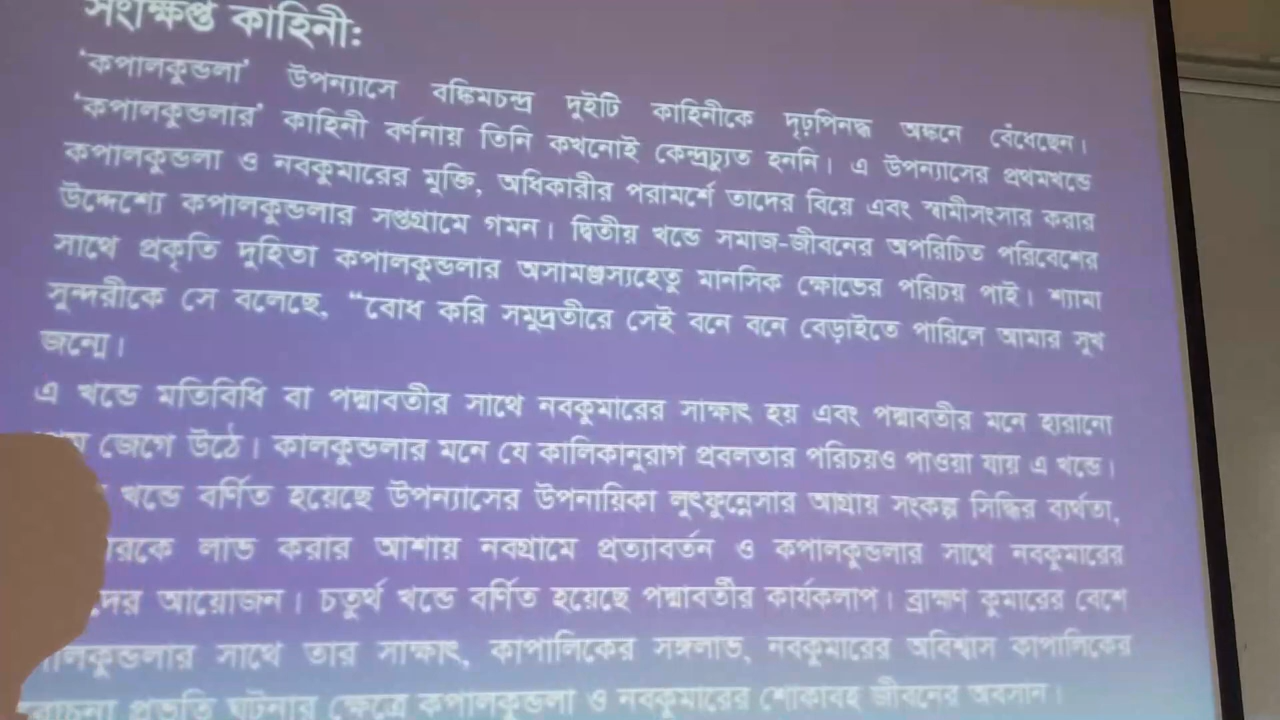 সংক্ষিপ্ত কাহিনী:
‘কপালকুন্ডলা’ উপন্যাসে বঙ্কিমচন্দ্র দুইটি কাহিনীকে দৃঢ়পিনদ্ধ অঙ্কনে বেঁধেছেন।
‘কপালকুন্ডলার’ কাহিনী বর্ণনায় তিনি কখনোই কেন্দ্রচ্যুত হননি। এ উপন্যাসের প্রথমখন্ডে
কপালকুন্ডলা ও নবকুমারের মুক্তি, অধিকারীর পরামর্শে তাদের বিয়ে এবং স্বামীসংসার করার
উদ্দেশ্যে কপালকুন্ডলার সপ্তগ্রামে গমন। দ্বিতীয় খন্ডে সমাজ-জীবনের অপরিচিত পরিবেশের
সাথে প্রকৃতি দুহিতা কপালকুন্ডলার অসামঞ্জস্যহেতু মানসিক ক্ষোভের পরিচয় পাই। শ্যামা
সুন্দরীকে সে বলেছে, “বোধ করি সমুদ্রতীরে সেই বনে বনে বেড়াইতে পারিলে আমার সুখ
জন্মে।
এ খন্ডে মতিবিধি বা পদ্মাবতীর সাথে নবকুমারের সাক্ষাৎ হয় এবং পদ্মাবতীর মনে হারানো
জেগে উঠে। কালকুন্ডলার মনে যে কালিকানুরাগ প্রবলতার পরিচয়ও পাওয়া যায় এ খন্ডে।
খন্ডে বর্ণিত হয়েছে উপন্যাসের উপনায়িকা লুৎফুন্নেসার আগ্রায় সংকল্প সিদ্ধির ব্যর্থতা,
লাভ করার আশায় নবগ্রামে প্রত্যাবর্তন ও কপালকুন্ডলার সাথে নবকুমারের
আয়োজন। চতুর্থ খন্ডে বর্ণিত হয়েছে পদ্মাবতীর কার্যকলাপ। ব্রাহ্মণ কুমারের বেশে
সাথে তার সাক্ষাৎ, কাপালিকের সঙ্গলাভ, নবকুমারের অবিশ্বাস কাপালিকের
প্রভৃতি ঘটনার ক্ষেত্রে কপালকুন্ডলা ও নবকুমারের শোকাবহ জীবনের অবসান।